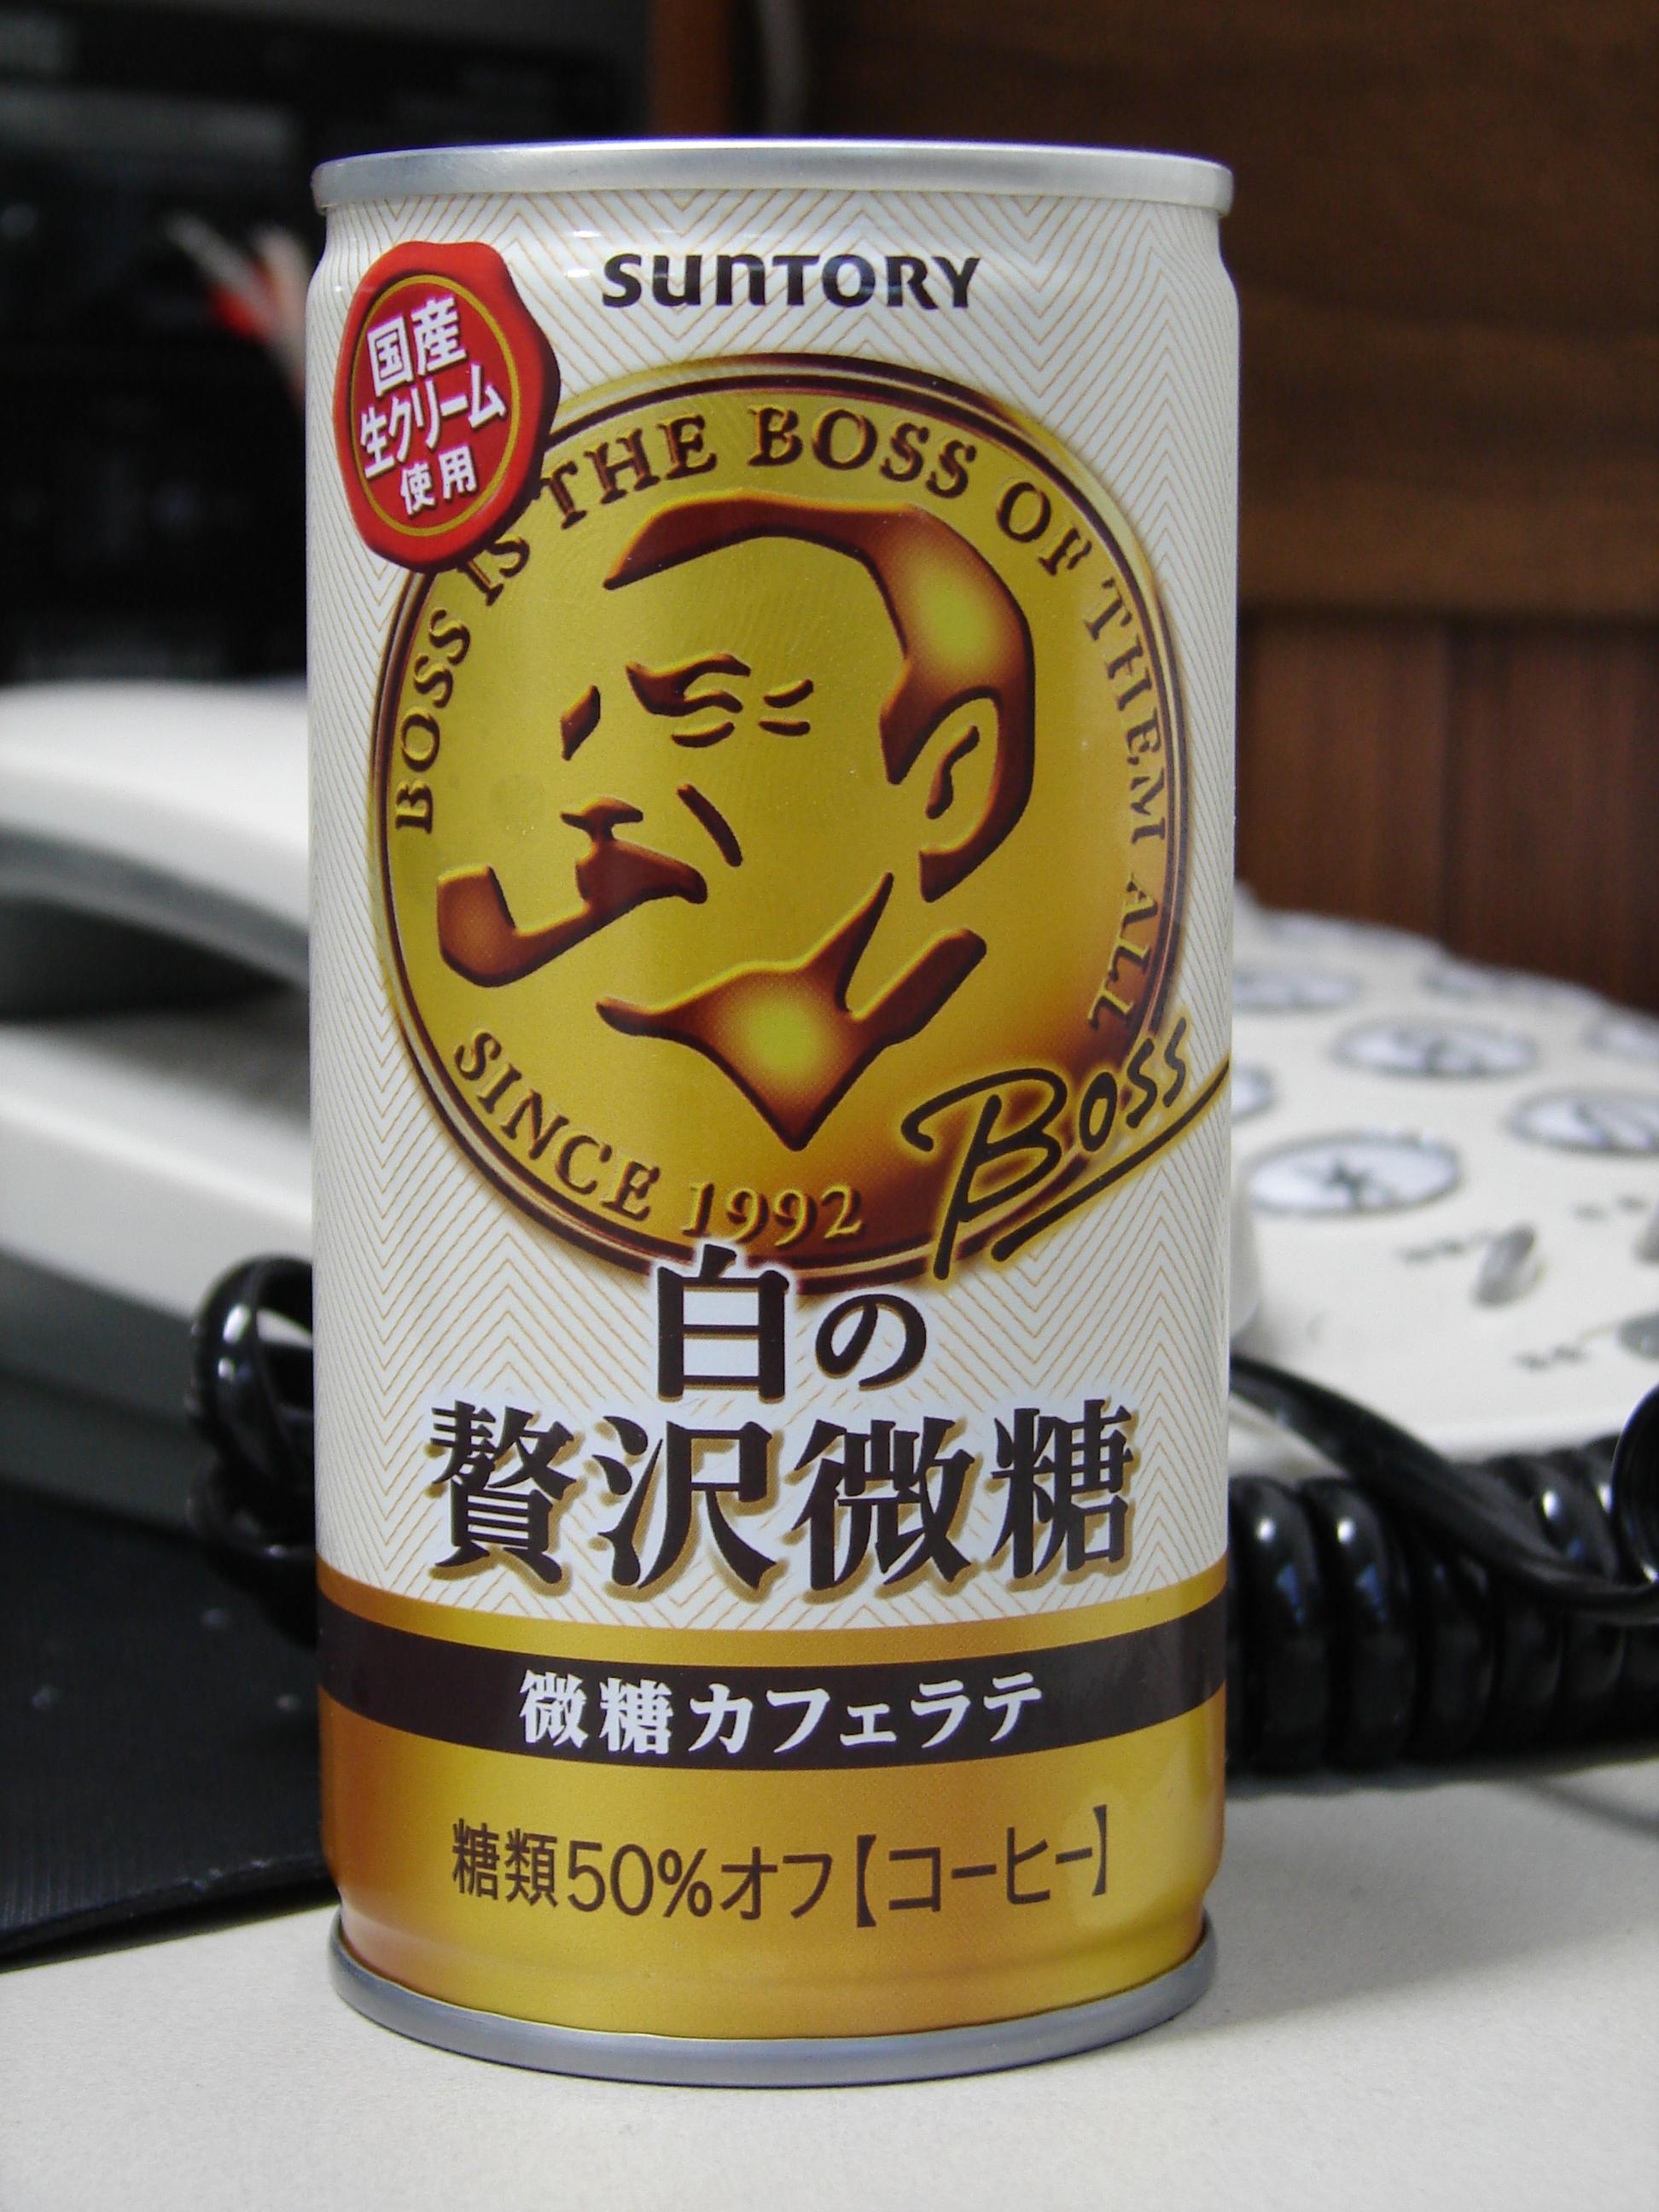 SUNTORY
国産
生クリーム
使用
BOSS IS THE BOSS OF THEM ALL
SINCE 1992
Boss
白の
贅沢微糖
微糖カフェラテ
糖類50%オフ【コーヒー】